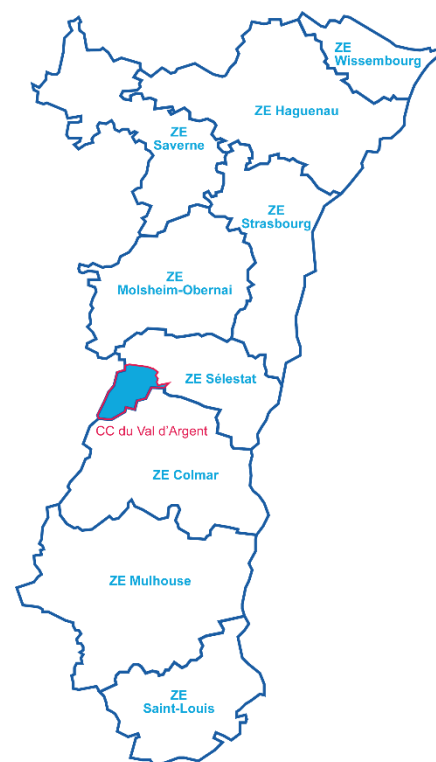 ZE
Wissembourg
ZE Haguenau
ZE
Saverne
ZE
Strasbourg
ZE
Molsheim-Obernai
ZE Sélestat
CC du Val d'Argent
ZE Colmar
ZE Mulhouse
ZE
Saint-Louis